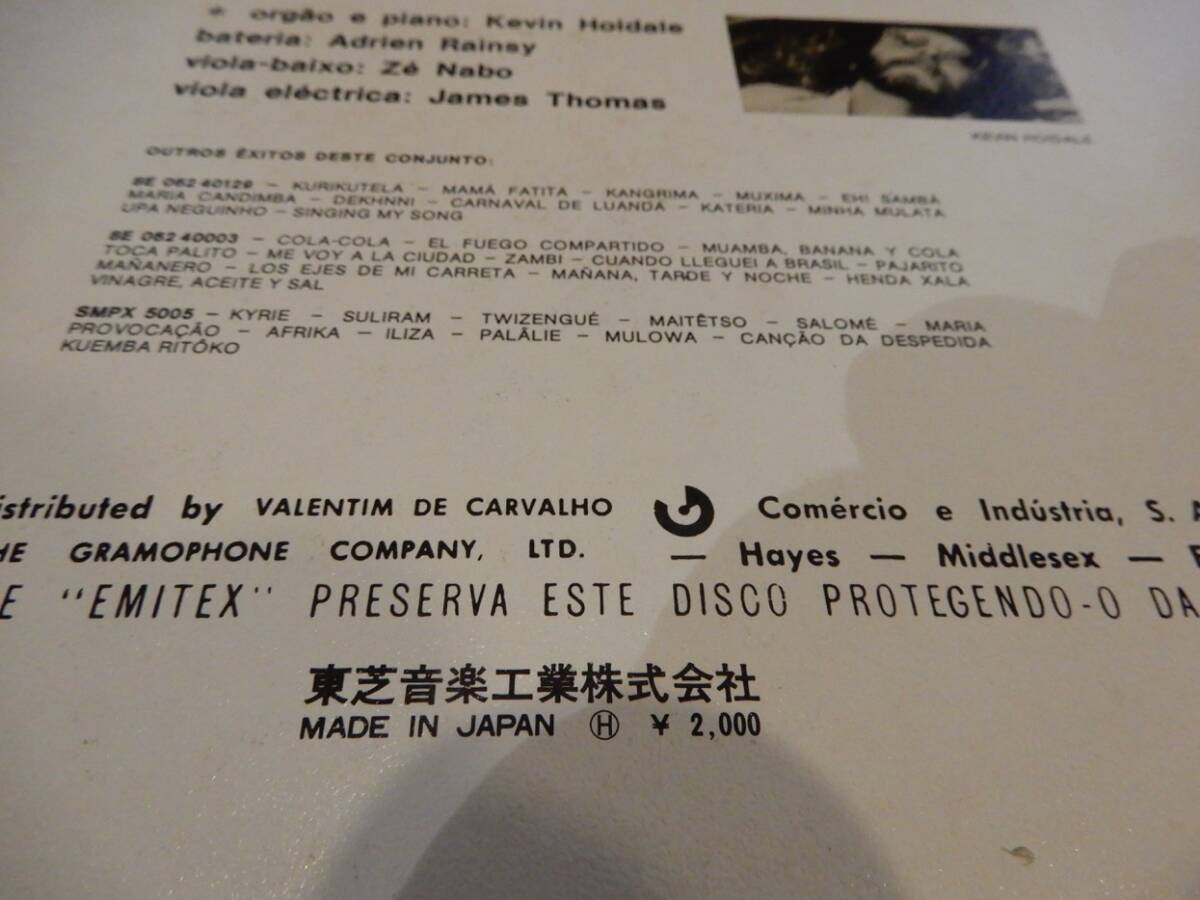 * orgão e piano: Kevin Hoidale
bateria: Adrien Rainsy
viola-baixo: Zé Nabo
viola eléctrica: James Thomas
KEVIN HOIDALE
OUTROS ÊXITOS DESTE CONJUNTO:
8E 062 40129 – KURIKUTELA – MAMÁ FATITA – KANGRIMA – MUXIMA – EH! SAMBA
MARIA CANDIMBA – DEKHNNI – CARNAVAL DE LUANDA – KATERIA – MINHA MULATA
UPA NEGUINHO – SINGING MY SONG
8E 062 40003 – COLA-COLA – EL FUEGO COMPARTIDO – MUAMBA, BANANA Y COLA
TOCA PALITO – ME VOY A LA CIUDAD – ZAMBI – CUANDO LLEGUEI A BRASIL – PAJARITO
MAÑANERO – LOS EJES DE MI CARRETA – MAÑANA, TARDE Y NOCHE – HENDA XALA
VINAGRE, ACEITE Y SAL
SMPX 5005 – KYRIE – SULIRAM – TWIZENGUÉ – MAITÊTSO – SALOMÉ – MARIA
PROVOCAÇÃO – AFRIKA – ILIZA – PALÂLIE – MULOWA – CANÇÃO DA DESPEDIDA
KUEMBA RITÔKO
istributed by VALENTIM DE CARVALHO Comércio e Indústria, S. A
HE GRAMOPHONE COMPANY, LTD. — Hayes — Middlesex — E
E "EMITEX" PRESERVA ESTE DISCO PROTEGENDO-O DA
東芝音楽工業株式会社
MADE IN JAPAN Ⓗ ¥ 2,000